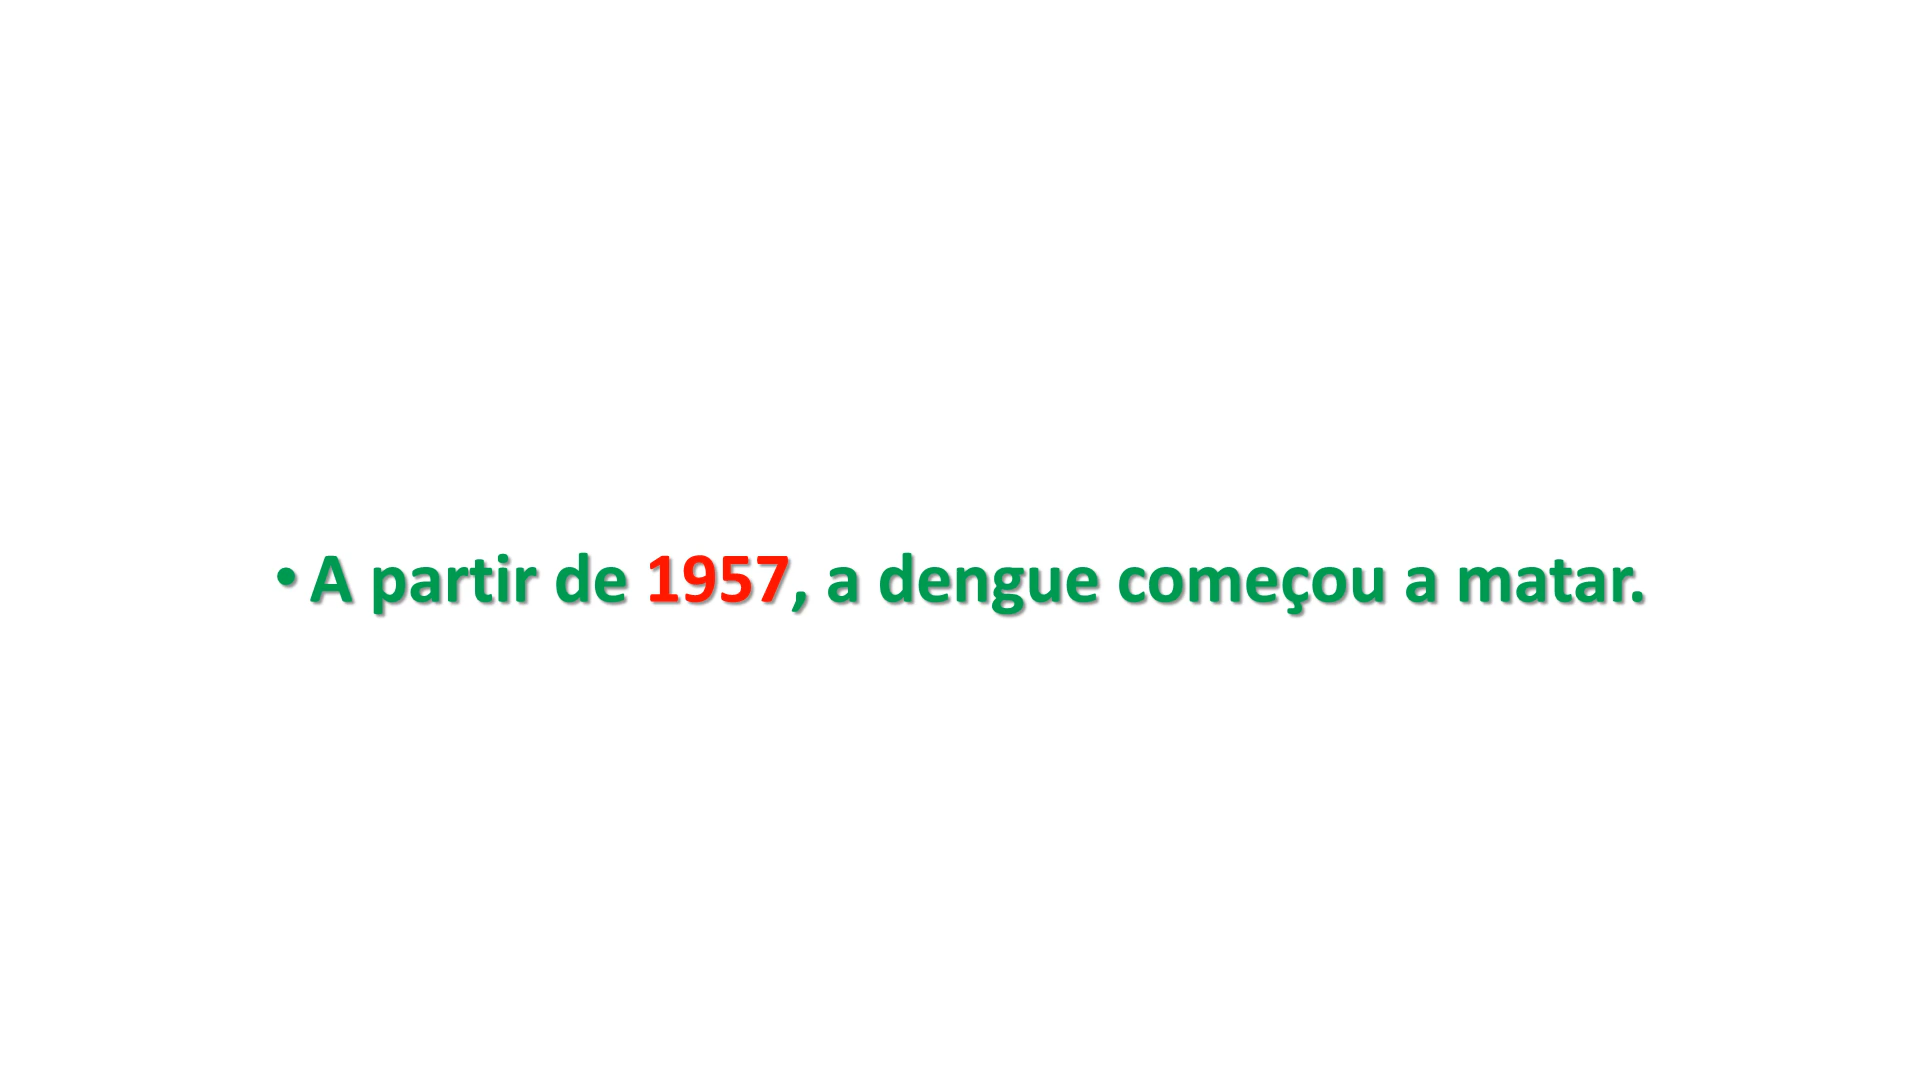 • A partir de 1957, a dengue começou a matar.